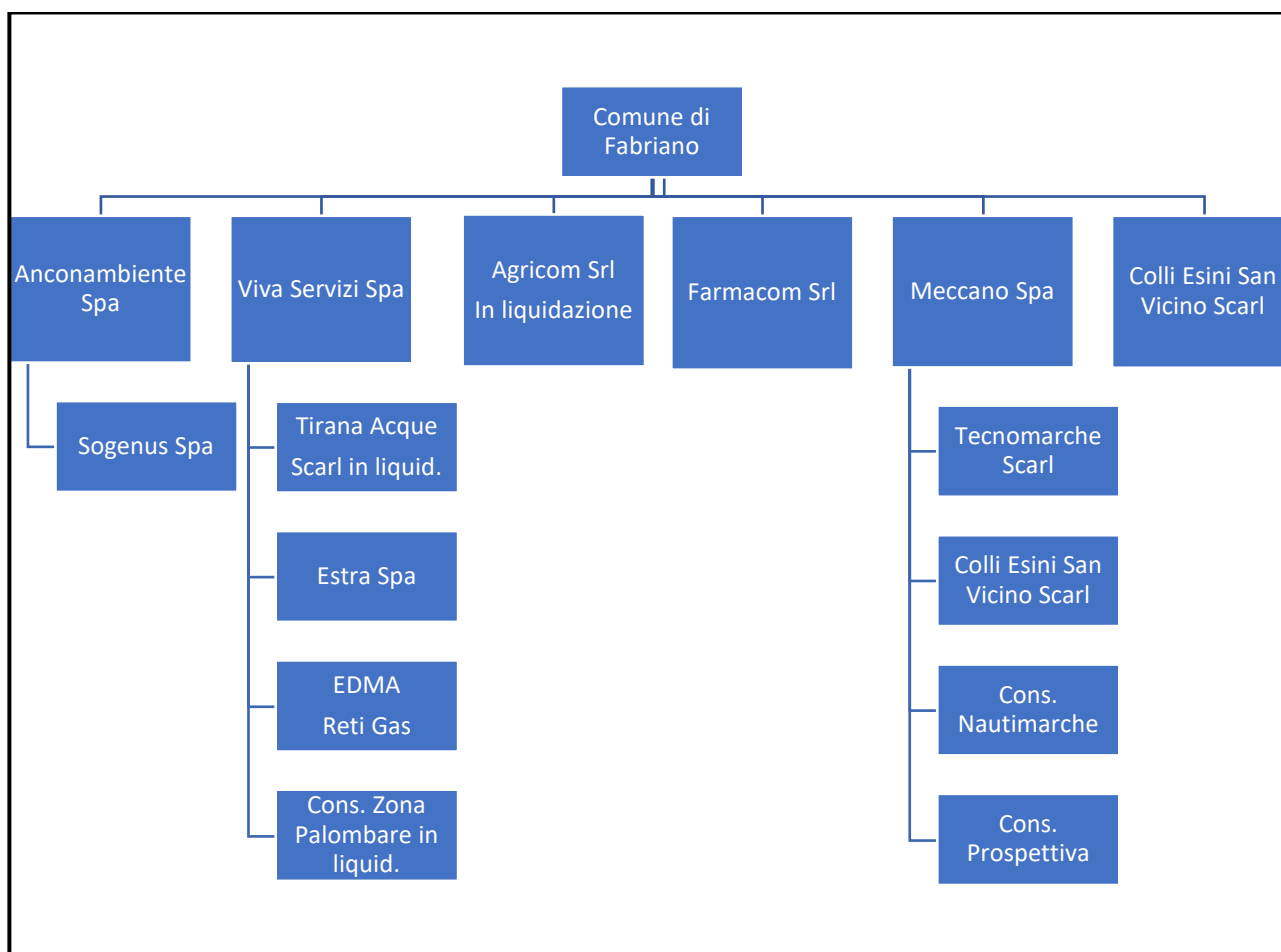 Comune di
Fabriano
Anconambiente
Spa
Viva Servizi Spa
Agricom Srl
In liquidazione
Farmacom Srl
Meccano Spa
Colli Esini San
Vicino Scarl
Sogenus Spa
Tirana Acque
Scarl in liquid.
Estra Spa
EDMA
Reti Gas
Cons. Zona
Palombare in
liquid.
Tecnomarche
Scarl
Colli Esini San
Vicino Scarl
Cons.
Nautimarche
Cons.
Prospettiva